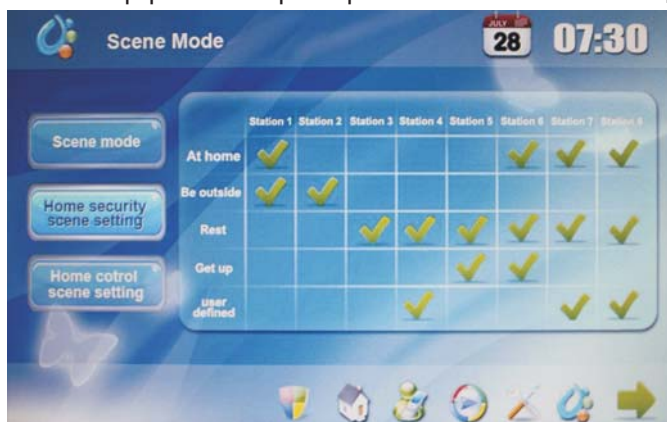 Scene Mode
JULY
28
07:30
Station 1 Station 2 Station 3 Station 4 Station 5 Station 6 Station 7 Station 8
Scene mode
At home
Be outside
Home security
scene setting
Rest
Get up
Home cotrol
scene setting
user
defined